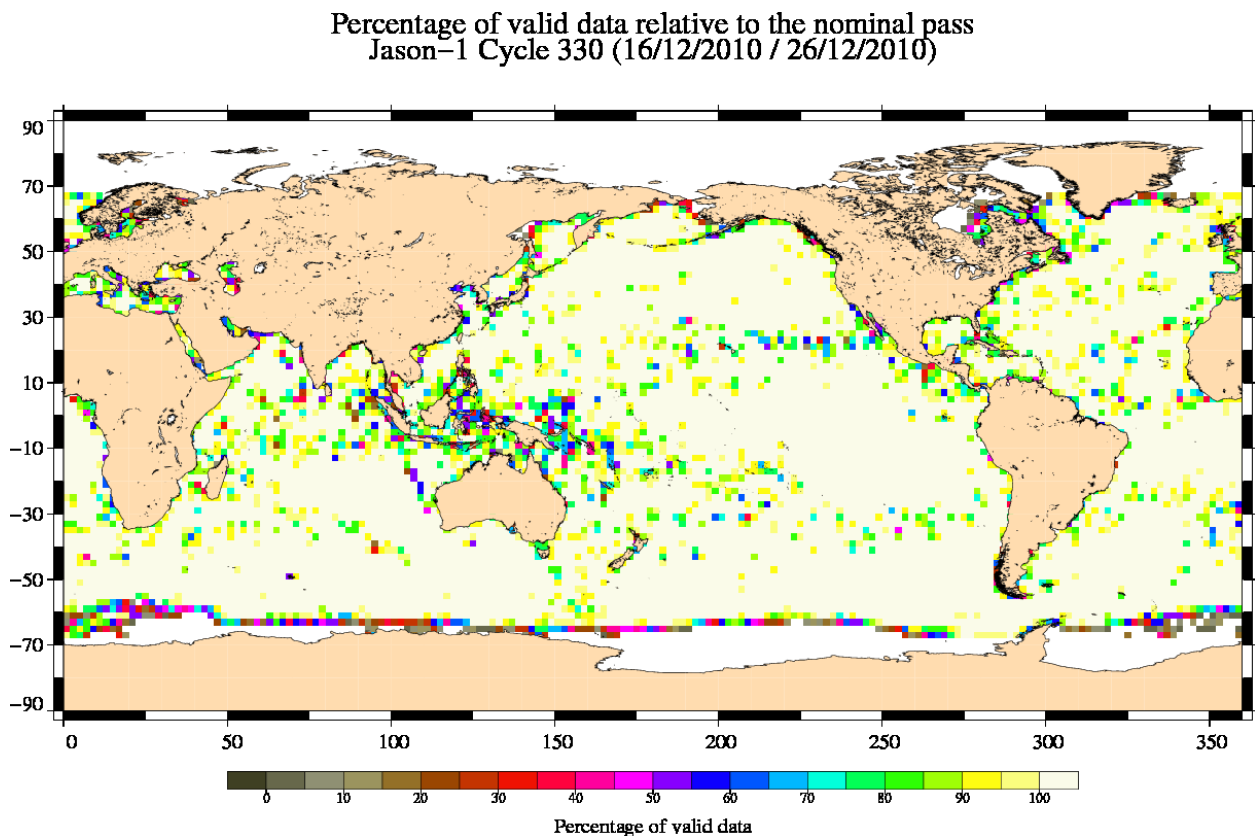 Percentage of valid data relative to the nominal pass
Jason−1 Cycle 330 (16/12/2010 / 26/12/2010)
90
70
50
30
10
−10
−30
−50
−70
−90
0 50 100 150 200 250 300 350
0 10 20 30 40 50 60 70 80 90 100
Percentage of valid data